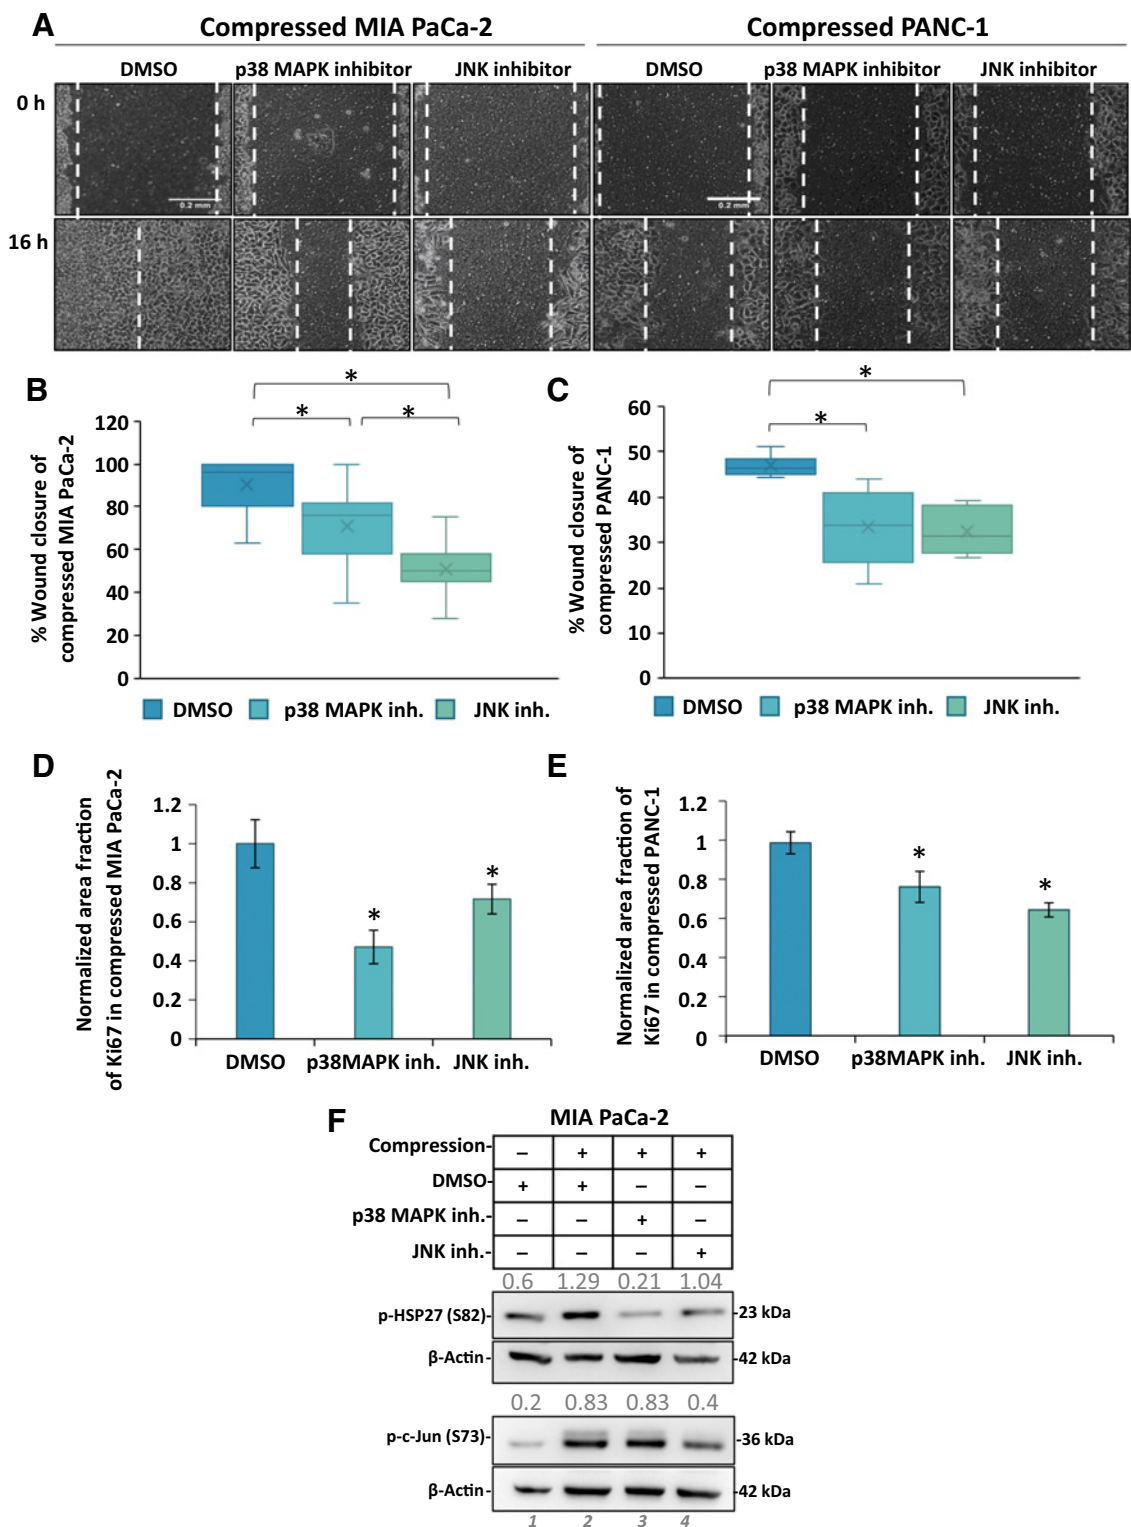 A
Compressed MIA PaCa-2
Compressed PANC-1
DMSO
p38 MAPK inhibitor
JNK inhibitor
DMSO
p38 MAPK inhibitor
JNK inhibitor
0 h
0.2 mm
0.2 mm
16 h
B
% Wound closure of
compressed MIA PaCa-2
120
100
80
60
40
20
0
*
*
*
DMSO
p38 MAPK inh.
JNK inh.
C
% Wound closure of
compressed PANC-1
60
50
40
30
20
10
0
*
*
DMSO
p38 MAPK inh.
JNK inh.
D
Normalized area fraction
of Ki67 in compressed MIA PaCa-2
1.2
1
0.8
0.6
0.4
0.2
0
*
*
DMSO
p38MAPK inh.
JNK inh.
E
Normalized area fraction of
Ki67 in compressed PANC-1
1.2
1
0.8
0.6
0.4
0.2
0
*
*
DMSO
p38MAPK inh.
JNK inh.
F
MIA PaCa-2
Compression- – + + +
DMSO- + + – –
p38 MAPK inh.- – – + –
JNK inh.- – – – +
0.6 1.29 0.21 1.04
p-HSP27 (S82) -23 kDa
β-Actin- -42 kDa
0.2 0.83 0.83 0.4
p-c-Jun (S73)- -36 kDa
β-Actin- -42 kDa
1 2 3 4